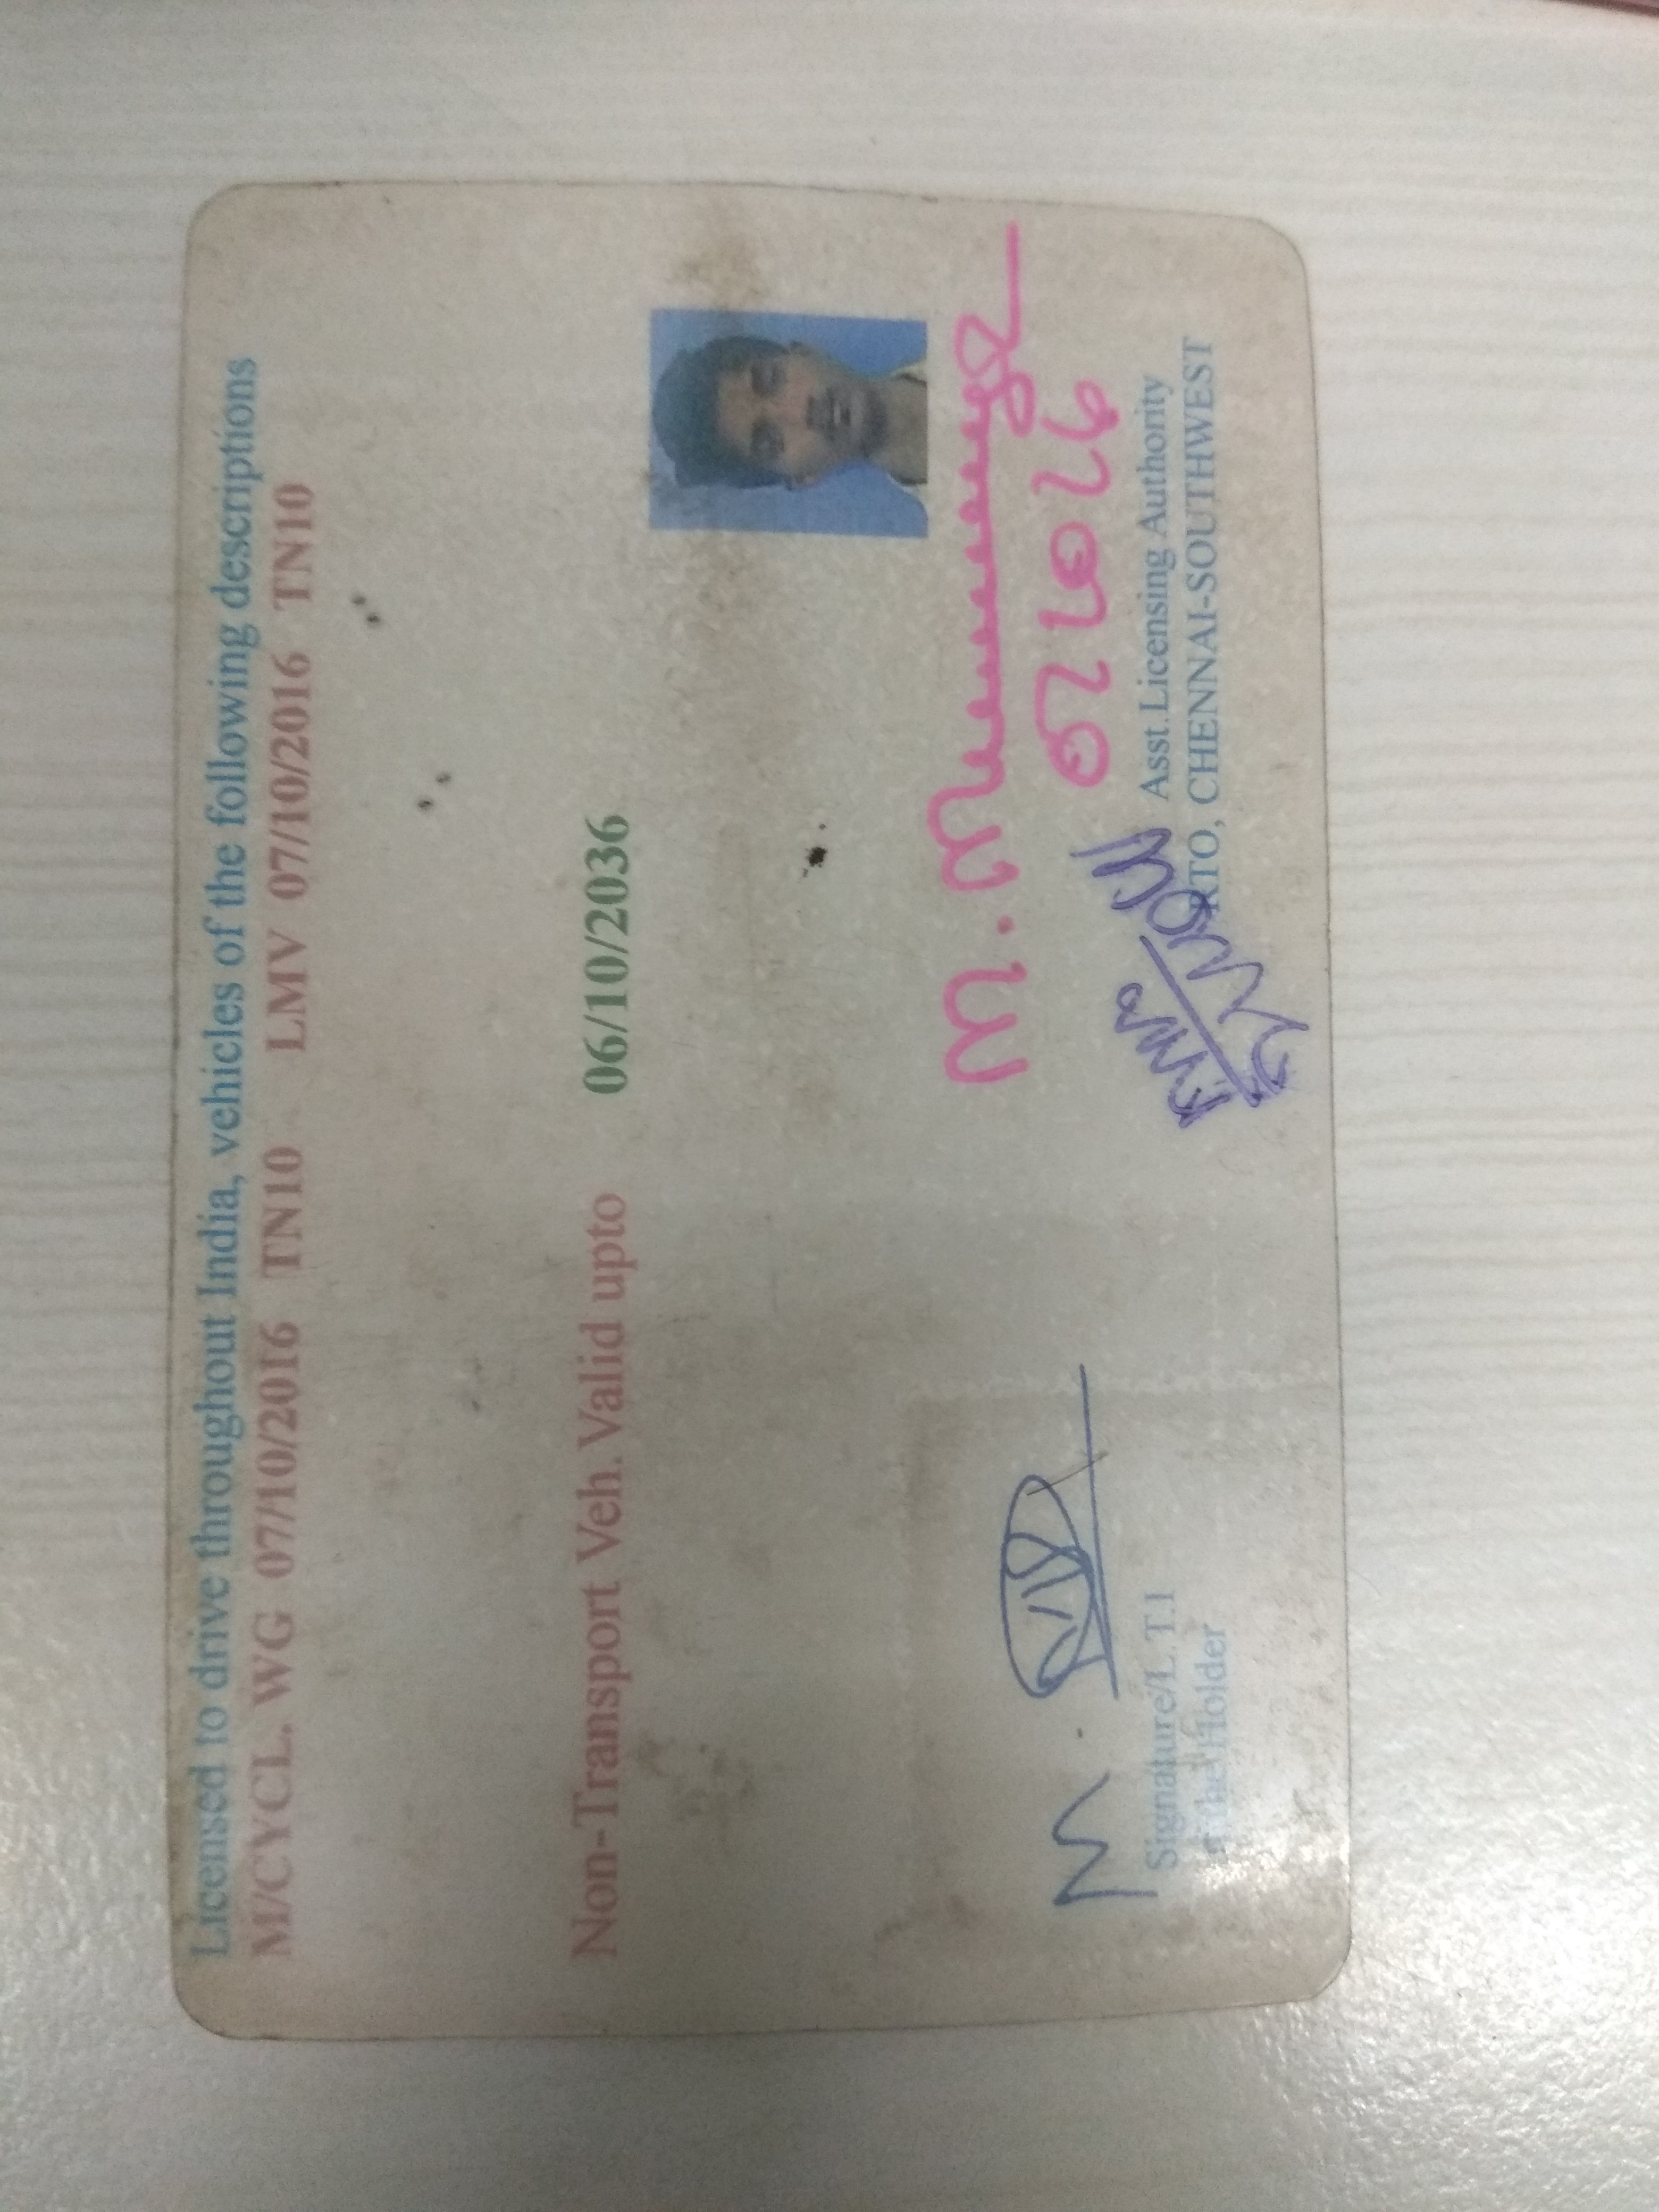 Licensed to drive throughout India, vehicles of the following descriptions
M/CYCL. WG 07/10/2016 TN10 LMV 07/10/2016 TN10
Non-Transport Veh. Valid upto 06/10/2036
M.
Signature/L.T.I
of the Holder
Asst.Licensing Authority
RTO, CHENNAI-SOUTHWEST